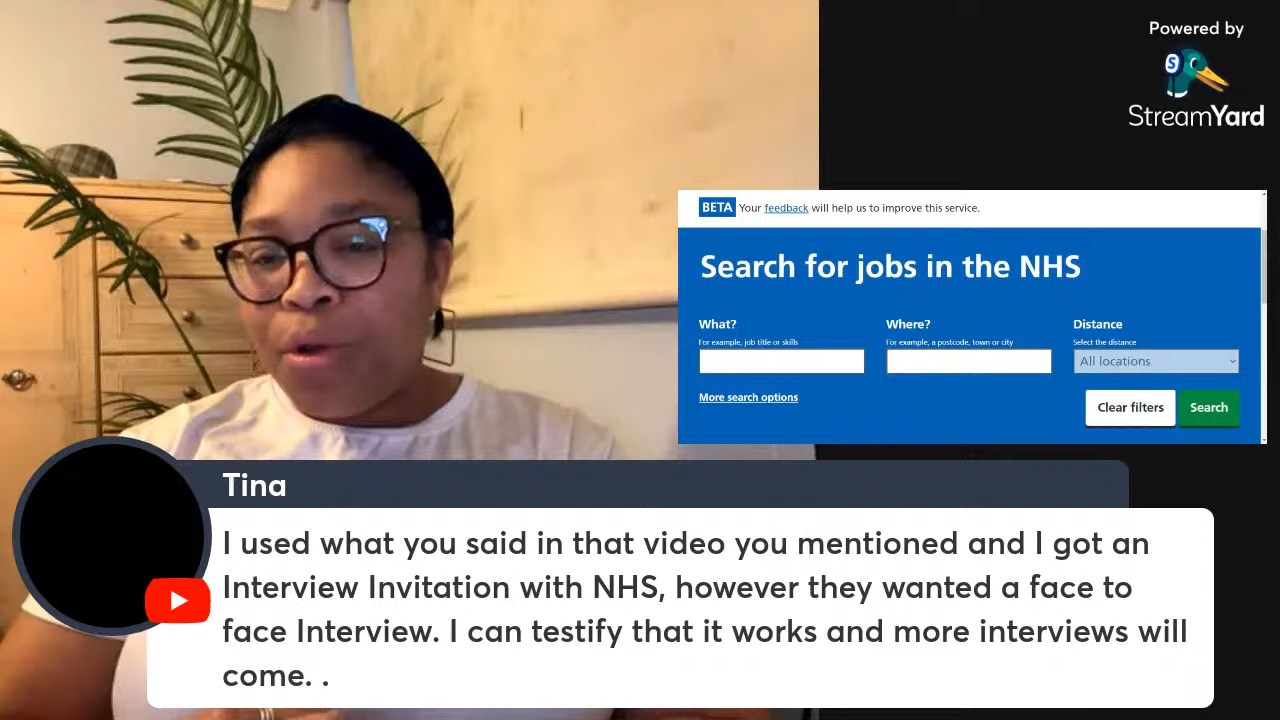 Powered by
StreamYard
BETA Your feedback will help us to improve this service.
Search for jobs in the NHS
What?
Where?
Distance
For example, job title or skills
For example, a postcode, town or city
Select the distance
All locations
More search options
Clear filters
Search
Tina
I used what you said in that video you mentioned and I got an
Interview Invitation with NHS, however they wanted a face to
face Interview. I can testify that it works and more interviews will
come. .